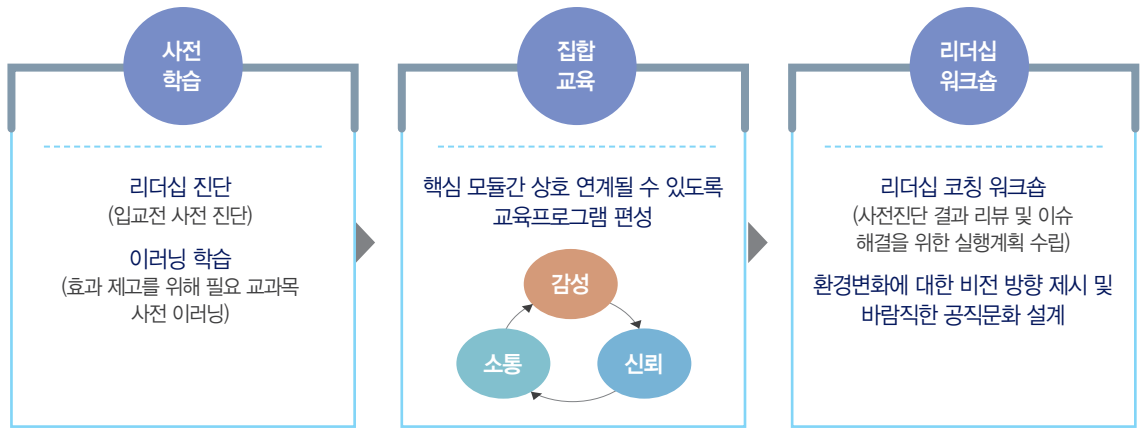 사전
학습
리더십 진단
(입교전 사전 진단)
이러닝 학습
(효과 제고를 위해 필요 교과목
사전 이러닝)
집합
교육
핵심 모듈간 상호 연계될 수 있도록
교육프로그램 편성
감성
소통
신뢰
리더십
워크숍
리더십 코칭 워크숍
(사전진단 결과 리뷰 및 이슈
해결을 위한 실행계획 수립)
환경변화에 대한 비전 방향 제시 및
바람직한 공직문화 설계